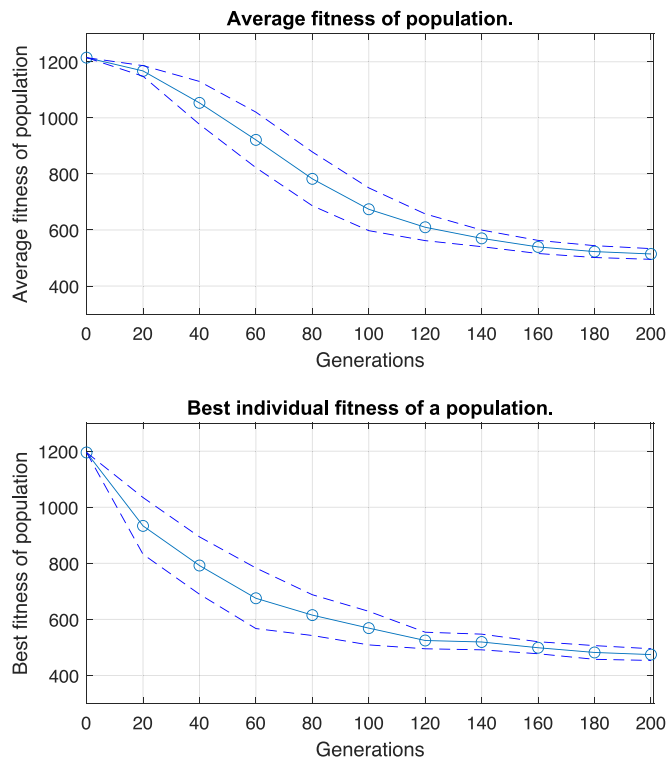 Average fitness of population.
Average fitness of population
1200
1000
800
600
400
0 20 40 60 80 100 120 140 160 180 200
Generations
Best individual fitness of a population.
Best fitness of population
1200
1000
800
600
400
0 20 40 60 80 100 120 140 160 180 200
Generations